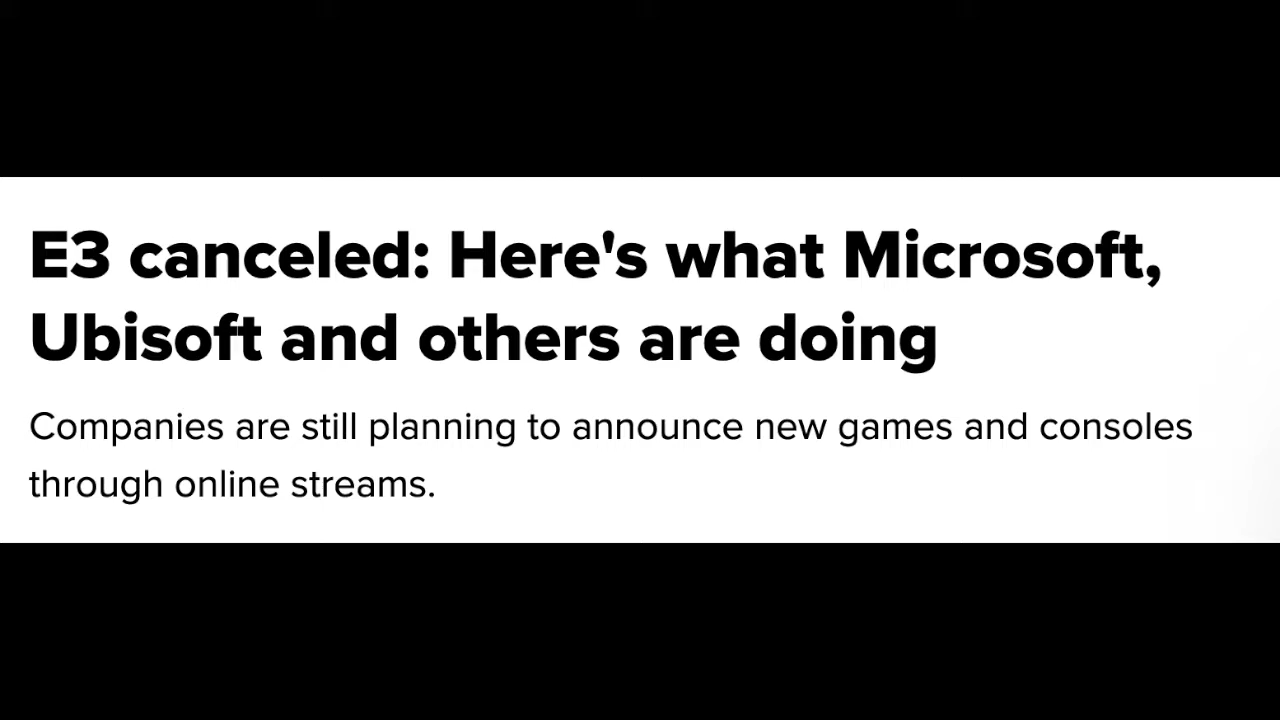 E3 canceled: Here's what Microsoft,
Ubisoft and others are doing
Companies are still planning to announce new games and consoles
through online streams.